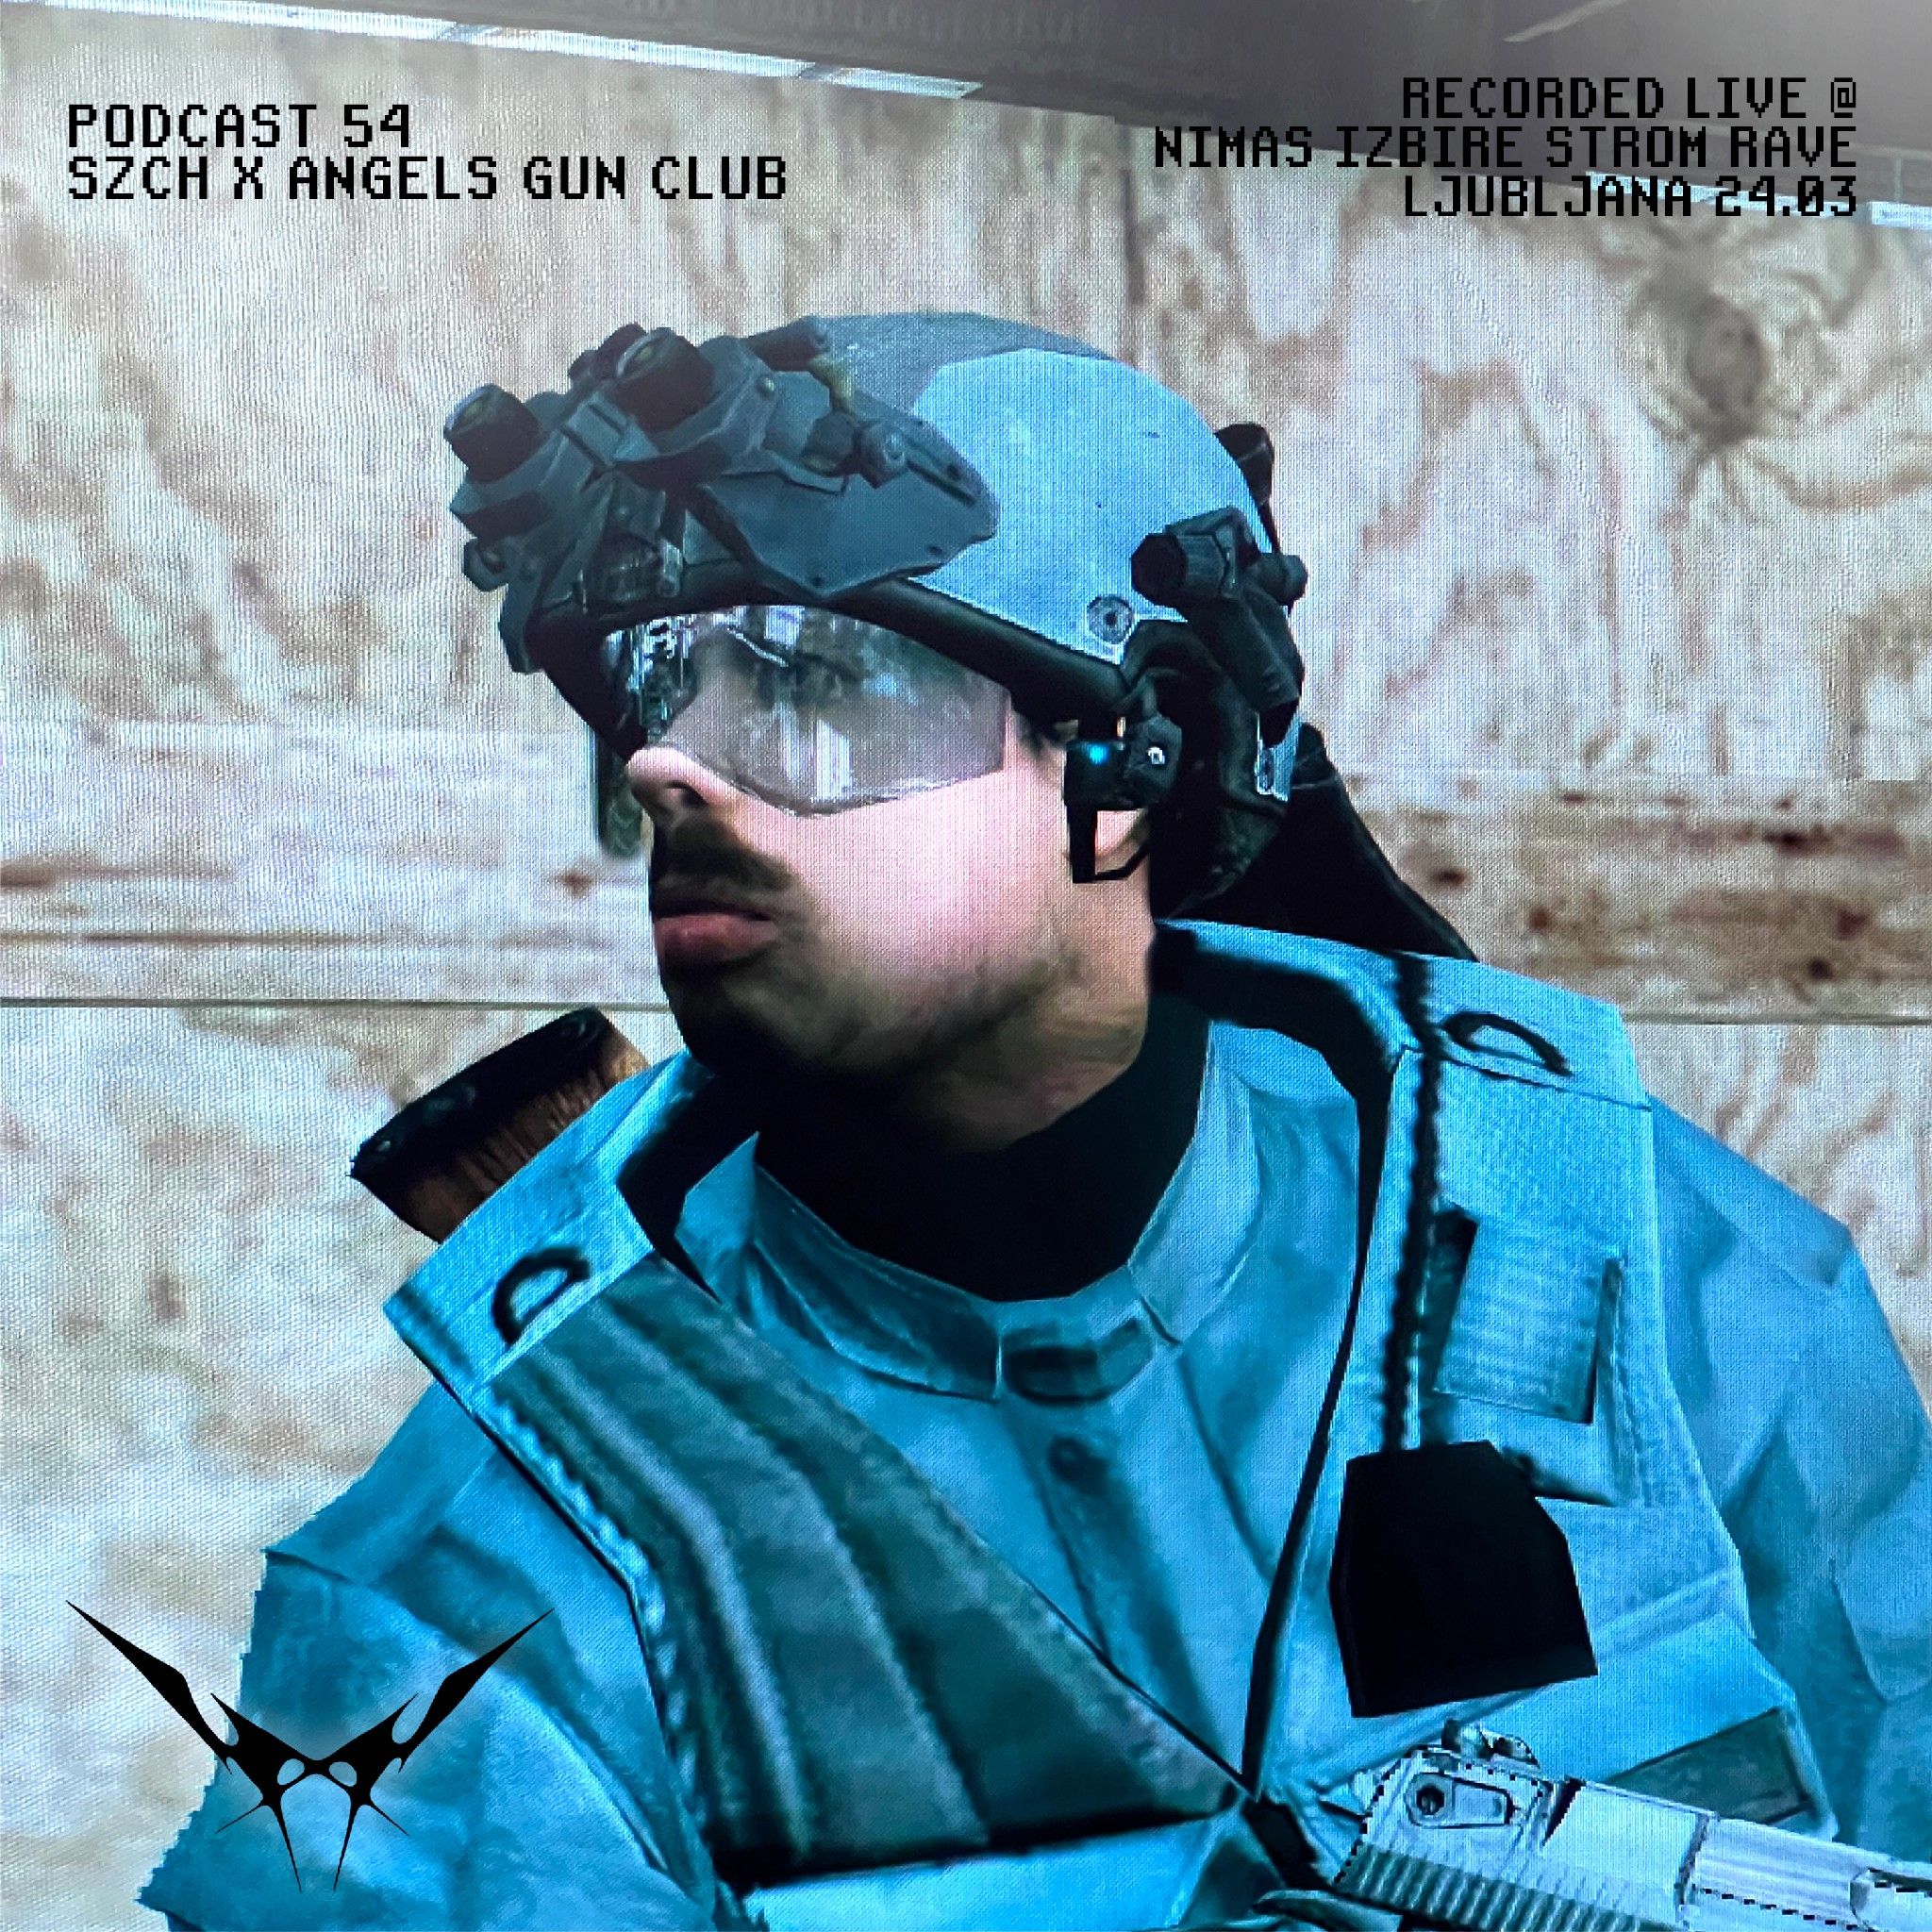 PODCAST 54
SZCH X ANGELS GUN CLUB
RECORDED LIVE @
NIMAS IZBIRE STROM RAVE
LJUBLJANA 24.03